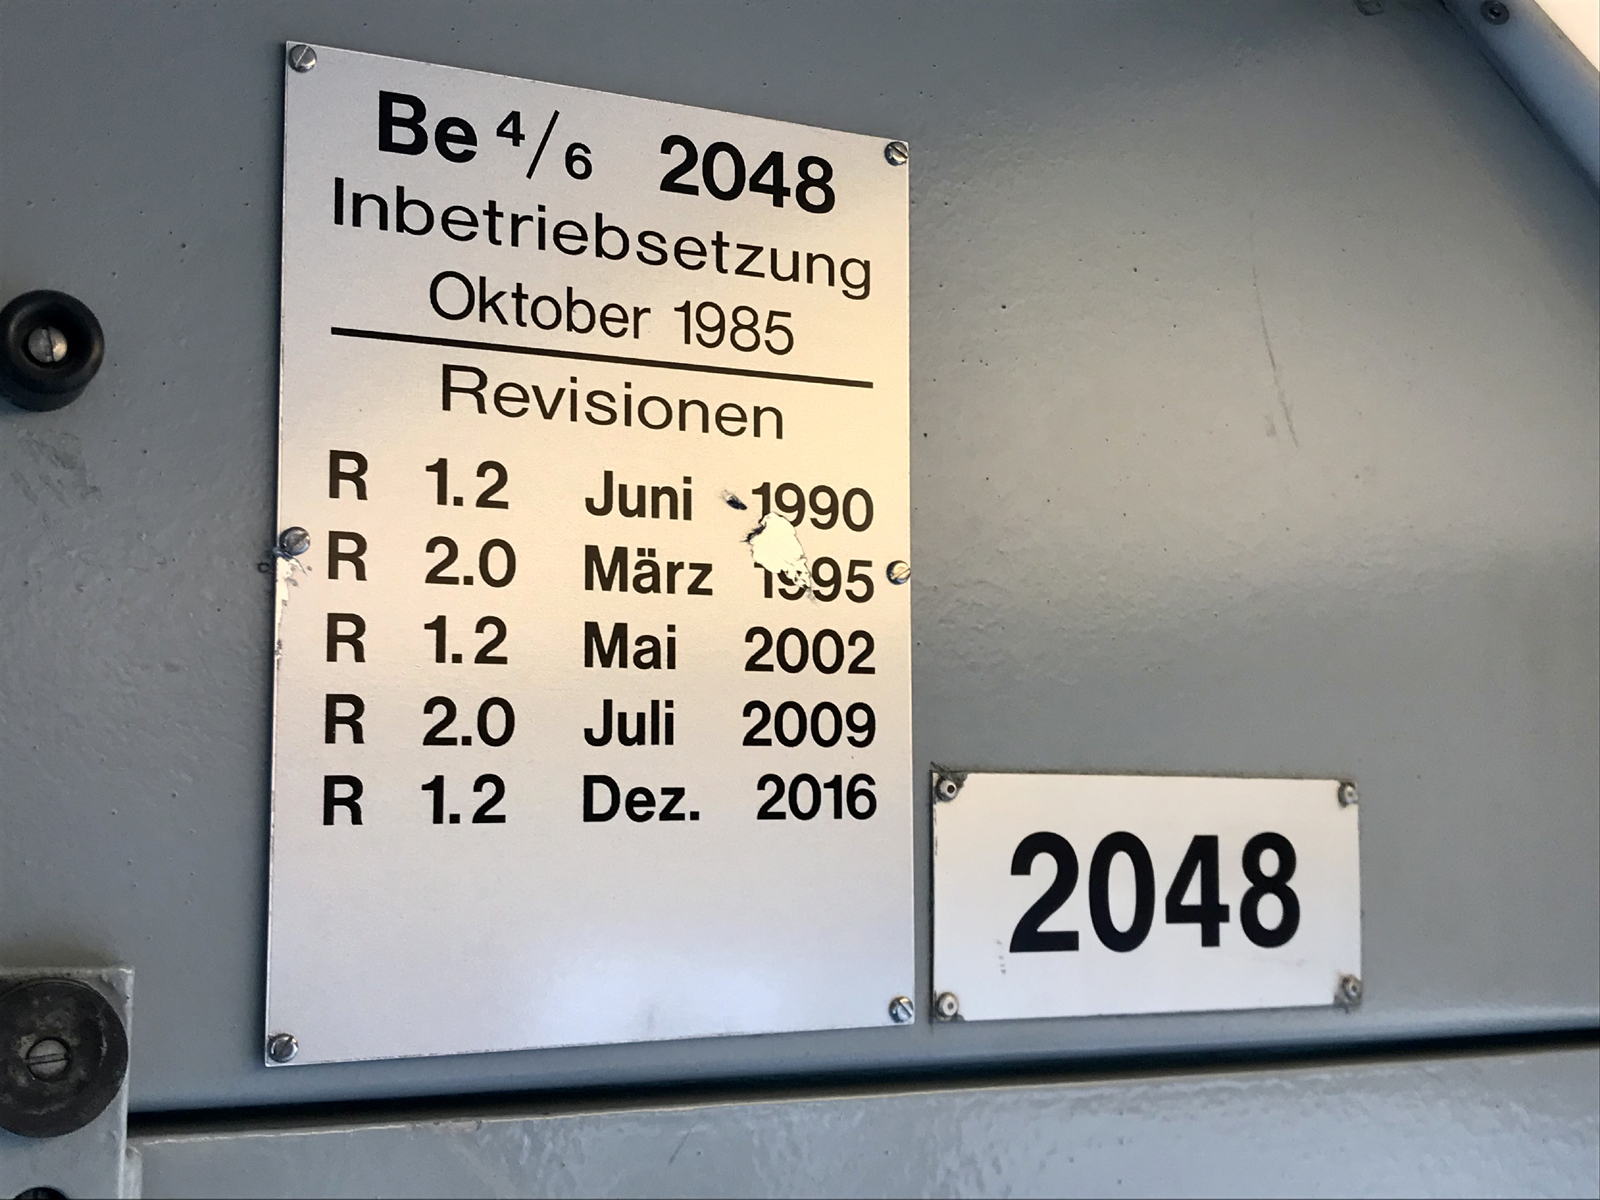 Be 4/6 2048
Inbetriebsetzung
Oktober 1985
Revisionen
R 1.2 Juni 1990
R 2.0 März 1995
R 1.2 Mai 2002
R 2.0 Juli 2009
R 1.2 Dez. 2016
2048